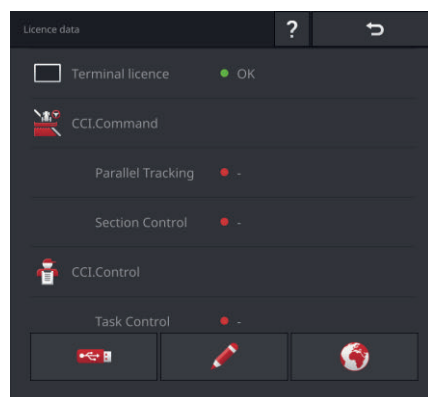 Licence data ?
Terminal licence OK
CCI.Command
Parallel Tracking -
Section Control -
CCI.Control
Task Control -